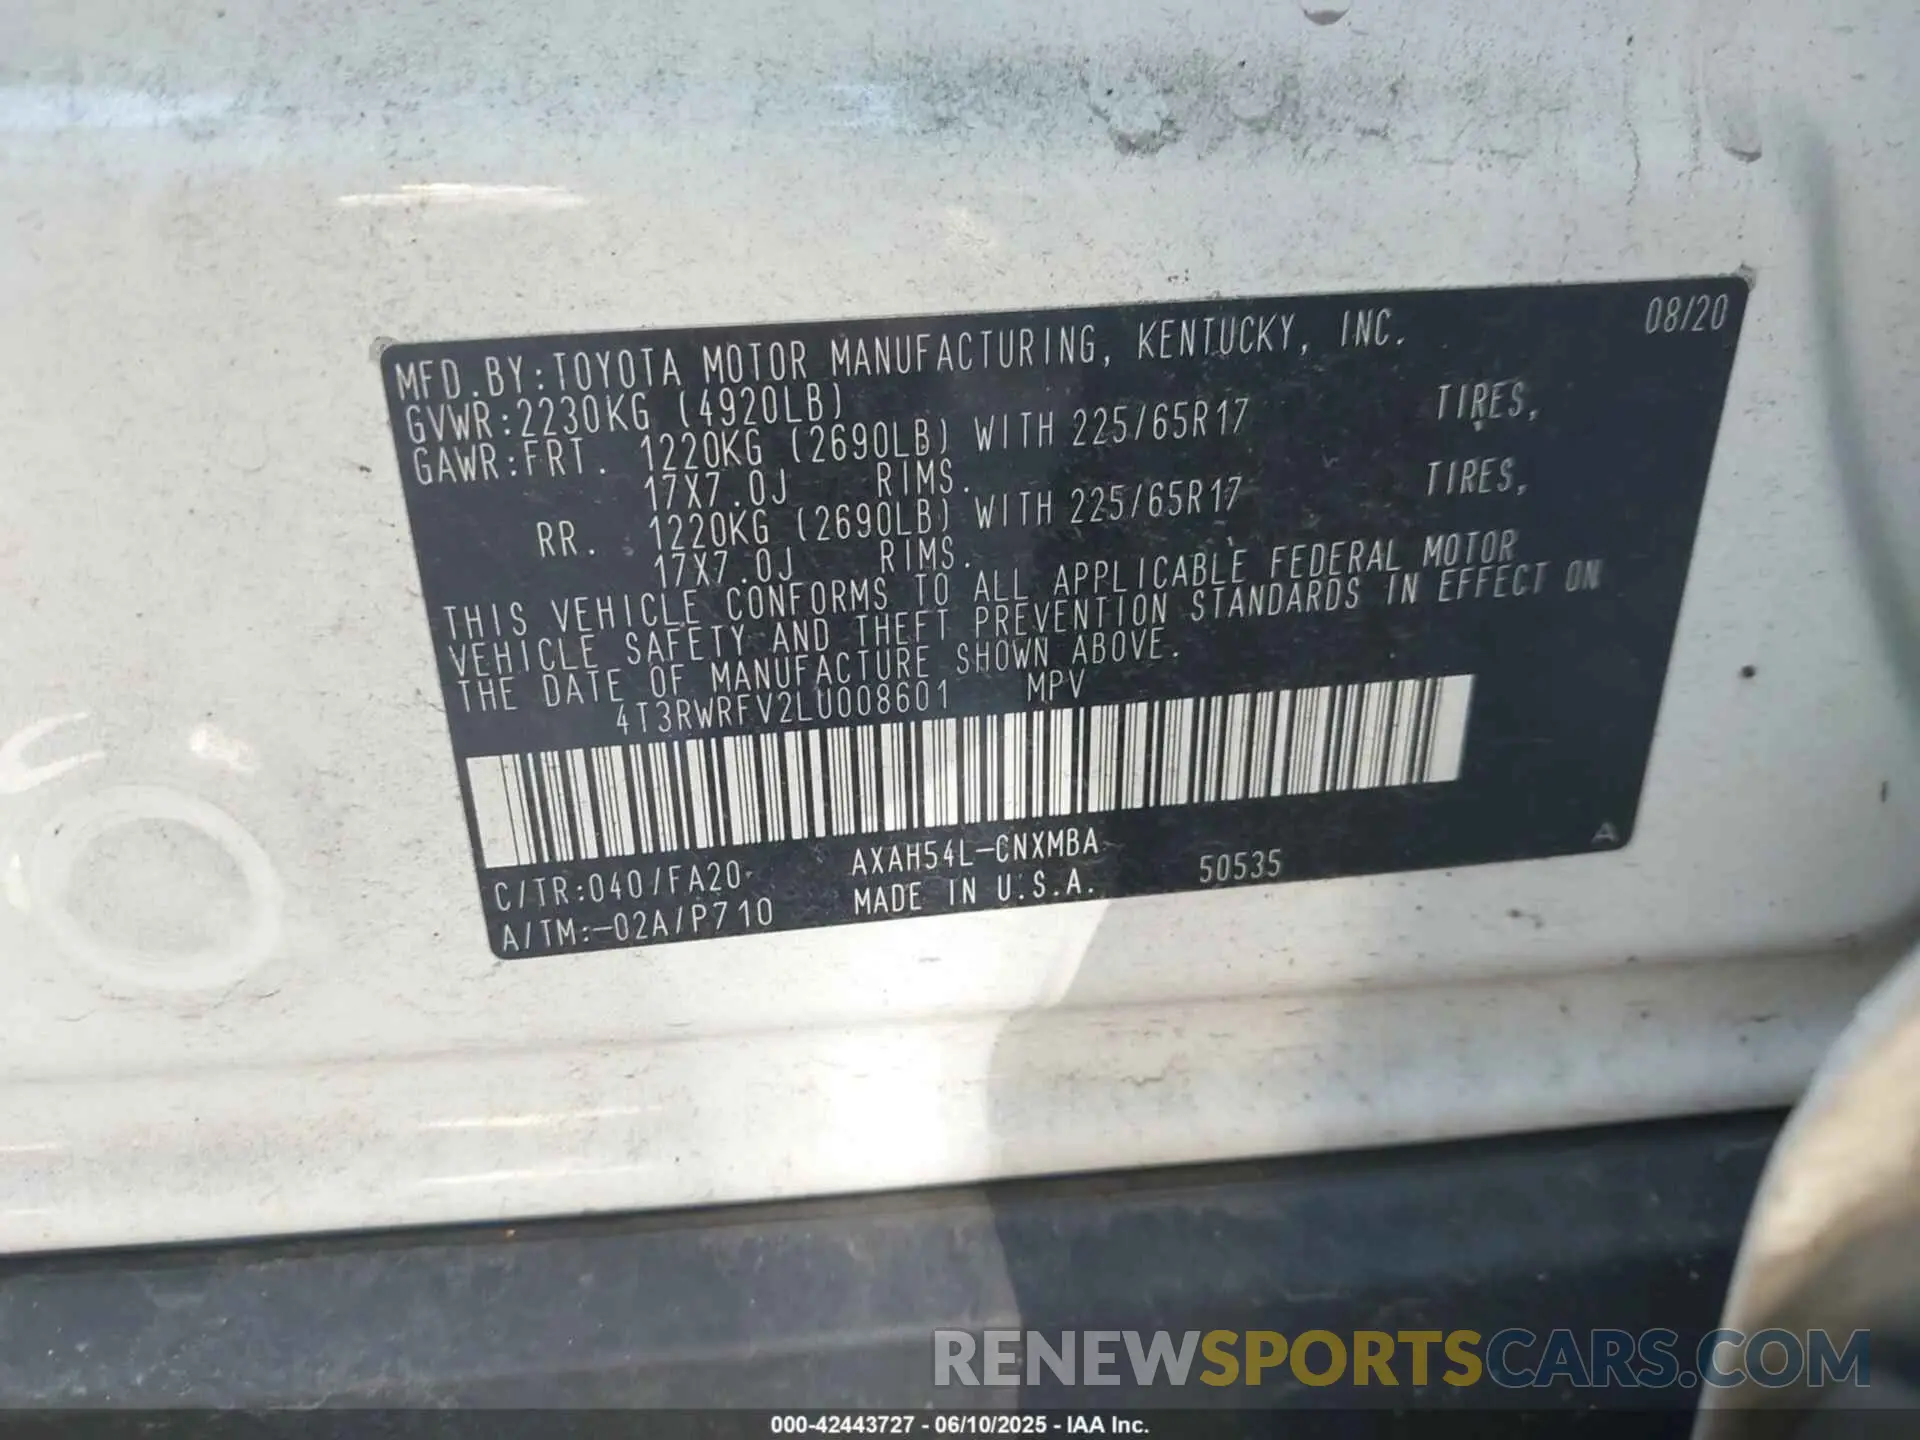 MFD.BY:TOYOTA MOTOR MANUFACTURING, KENTUCKY, INC. 08/20
GVWR:2230KG (4920LB)
GAWR:FRT. 1220KG (2690LB) WITH 225/65R17 TIRES,
17X7.0J RIMS.
RR. 1220KG (2690LB) WITH 225/65R17 TIRES,
17X7.0J RIMS.
THIS VEHICLE CONFORMS TO ALL APPLICABLE FEDERAL MOTOR
VEHICLE SAFETY AND THEFT PREVENTION STANDARDS IN EFFECT ON
THE DATE OF MANUFACTURE SHOWN ABOVE.
4T3RWRFV2LU008601 MPV
C/TR:040/FA20 AXAH54L-CNXMBA A
A/TM:-02A/P710 MADE IN U.S.A. 50535
RENEWSPORTSCARS.COM
000-42443727 - 06/10/2025 - IAA Inc.